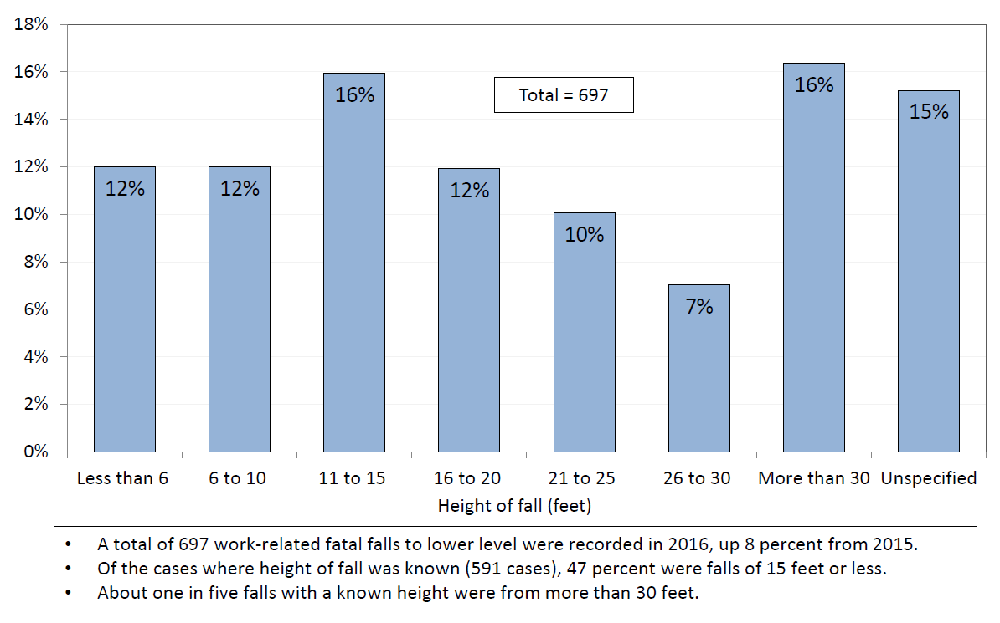 18%
16%
14%
12%
10%
8%
6%
4%
2%
0%
Total = 697
12%
12%
16%
12%
10%
7%
16%
15%
Less than 6
6 to 10
11 to 15
16 to 20
21 to 25
26 to 30
More than 30
Unspecified
Height of fall (feet)
• A total of 697 work-related fatal falls to lower level were recorded in 2016, up 8 percent from 2015.
• Of the cases where height of fall was known (591 cases), 47 percent were falls of 15 feet or less.
• About one in five falls with a known height were from more than 30 feet.